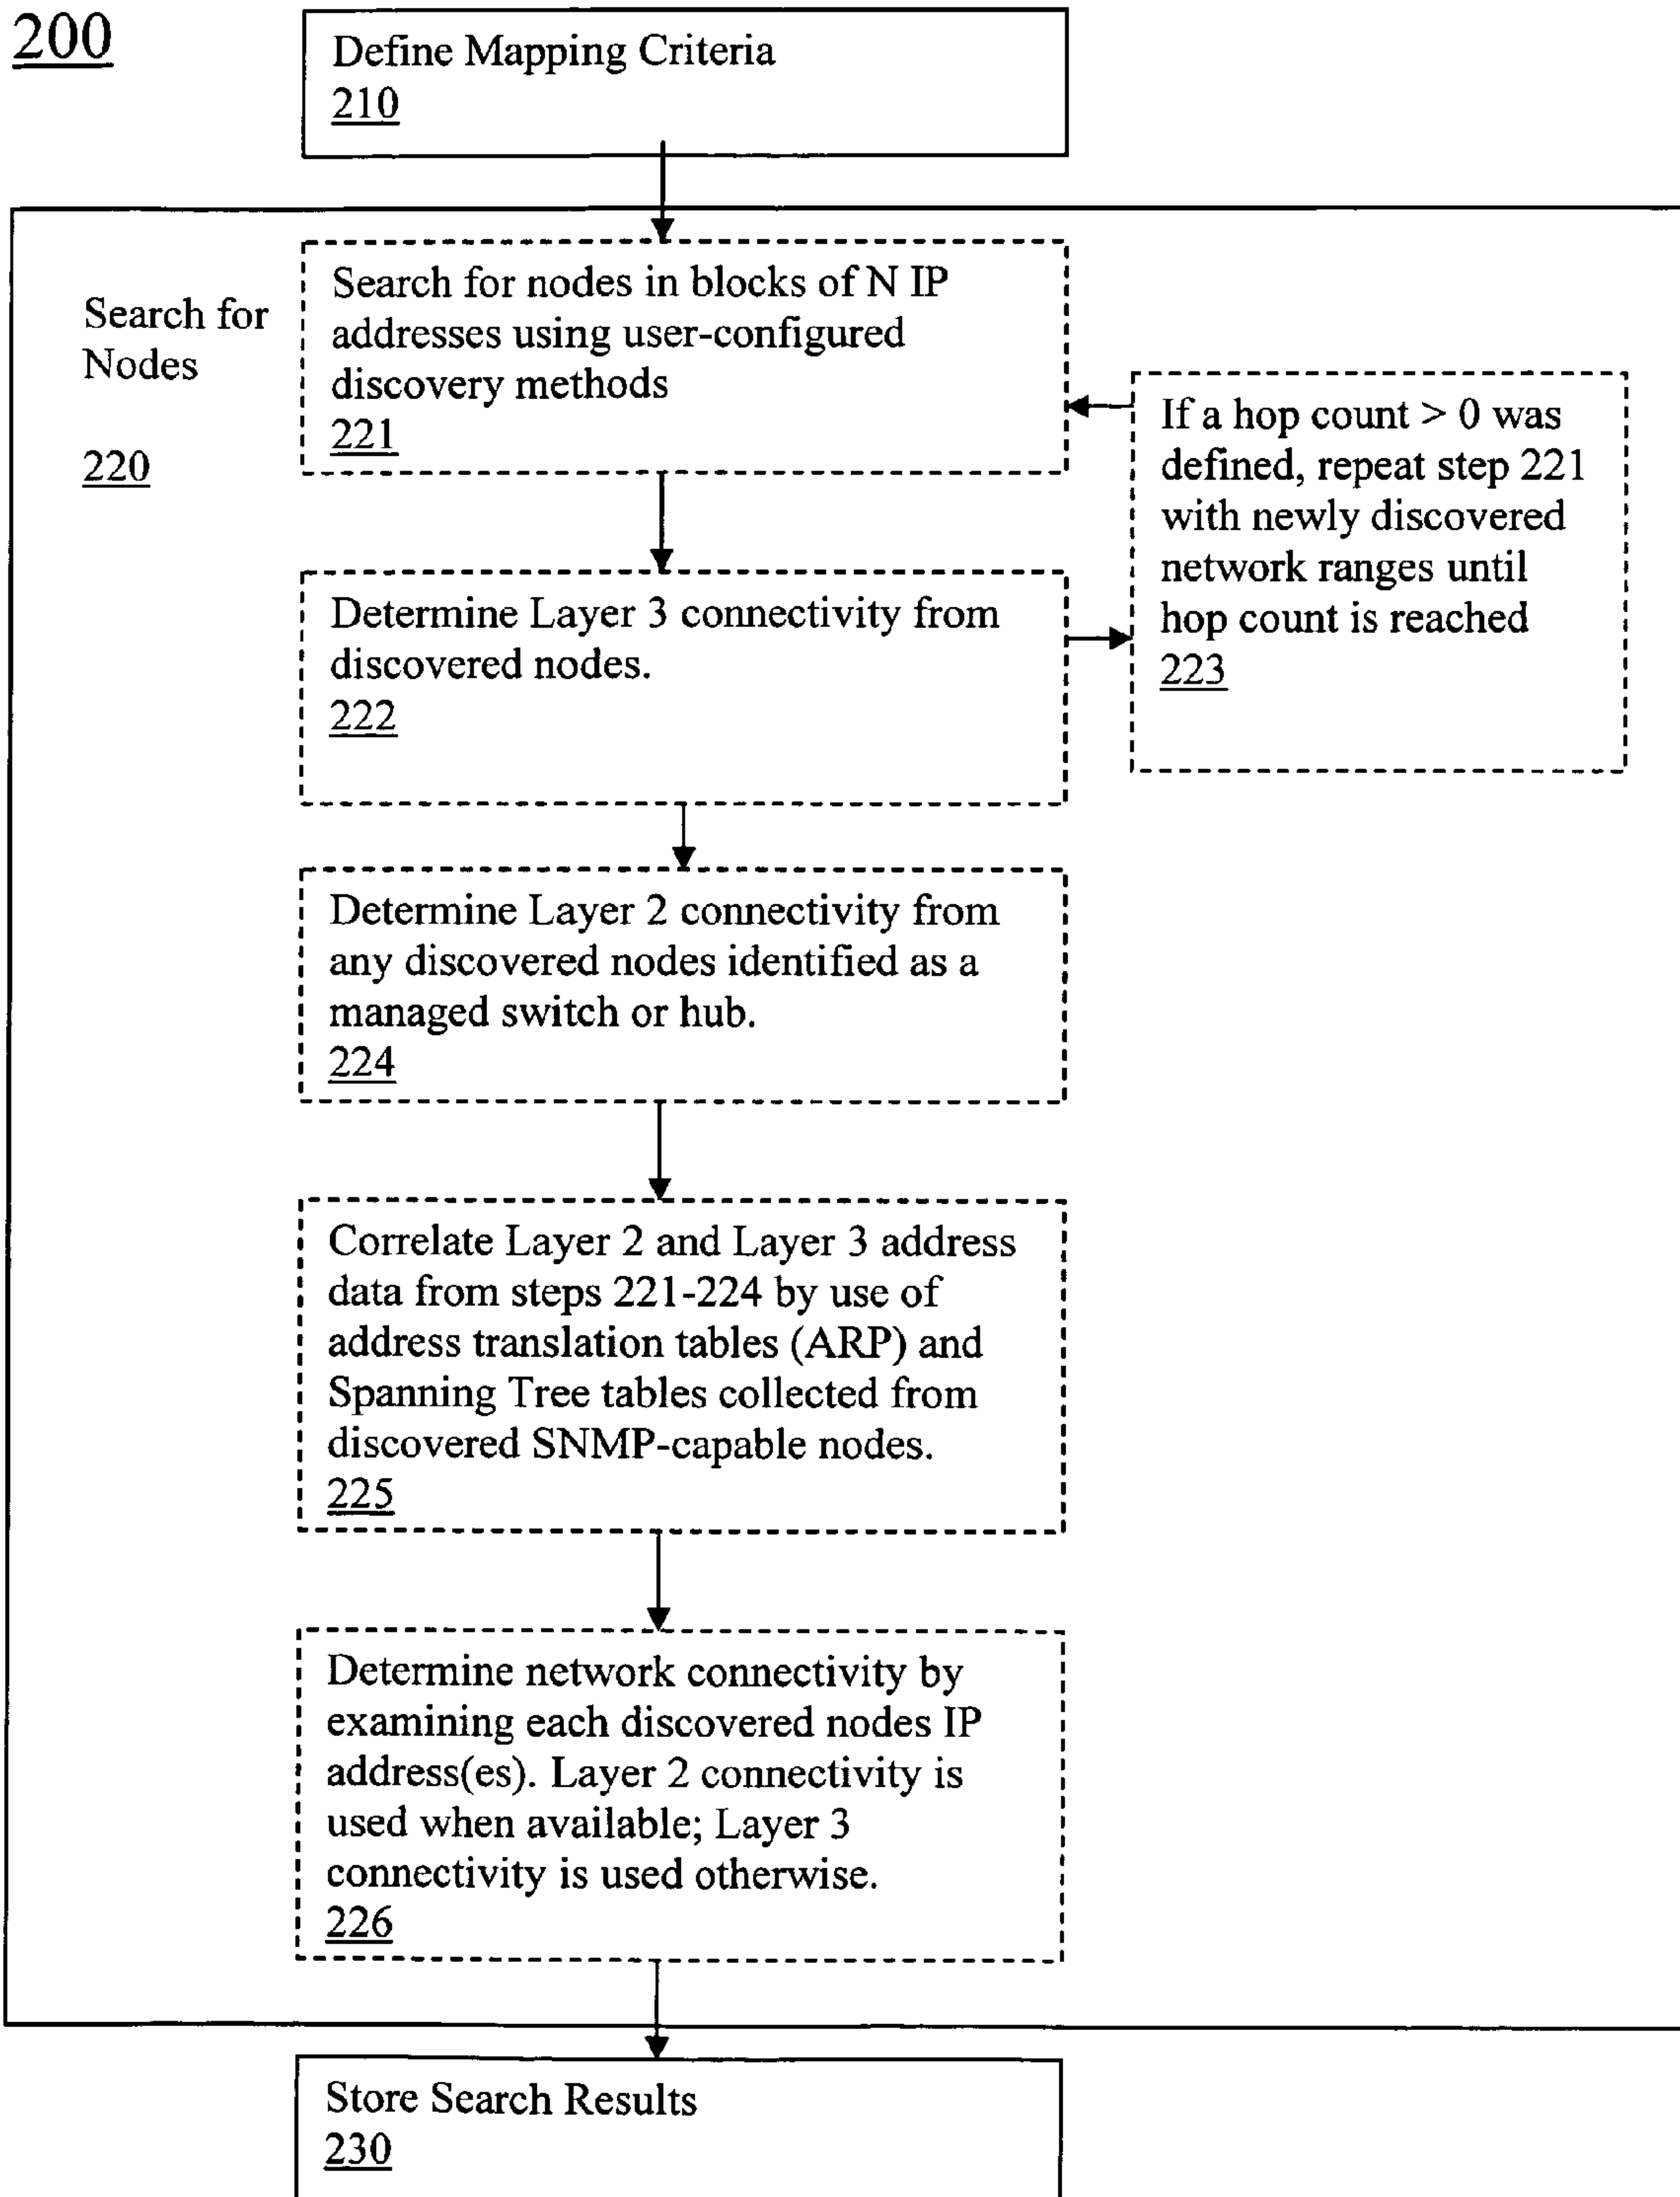 200
Define Mapping Criteria
210
Search for
Nodes
220
Search for nodes in blocks of N IP
addresses using user-configured
discovery methods
221
If a hop count > 0 was
defined, repeat step 221
with newly discovered
network ranges until
hop count is reached
223
Determine Layer 3 connectivity from
discovered nodes.
222
Determine Layer 2 connectivity from
any discovered nodes identified as a
managed switch or hub.
224
Correlate Layer 2 and Layer 3 address
data from steps 221-224 by use of
address translation tables (ARP) and
Spanning Tree tables collected from
discovered SNMP-capable nodes.
225
Determine network connectivity by
examining each discovered nodes IP
address(es). Layer 2 connectivity is
used when available; Layer 3
connectivity is used otherwise.
226
Store Search Results
230